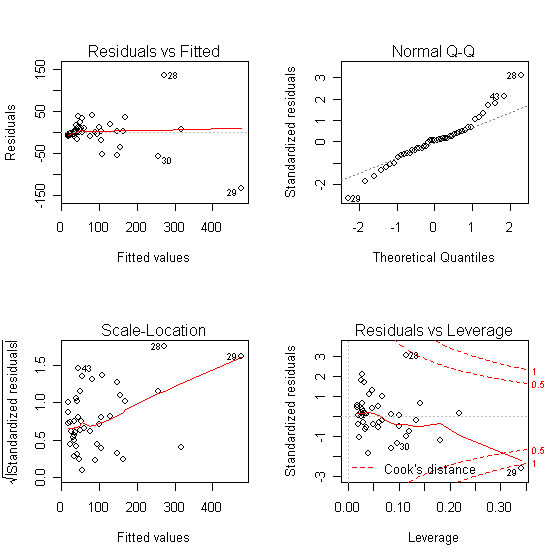 Residuals vs Fitted
Residuals
150
50
-50
-150
28
30
29
0 100 200 300 400
Fitted values
Normal Q-Q
Standardized residuals
3
2
1
0
-2
28
43
29
-2 -1 0 1 2
Theoretical Quantiles
Scale-Location
√|Standardized residuals|
1.5
1.0
0.5
0.0
28
29
43
0 100 200 300 400
Fitted values
Residuals vs Leverage
Standardized residuals
3
1
-1
-3
28
30
29
1
0.5
0.5
1
Cook's distance
0.00 0.10 0.20 0.30
Leverage